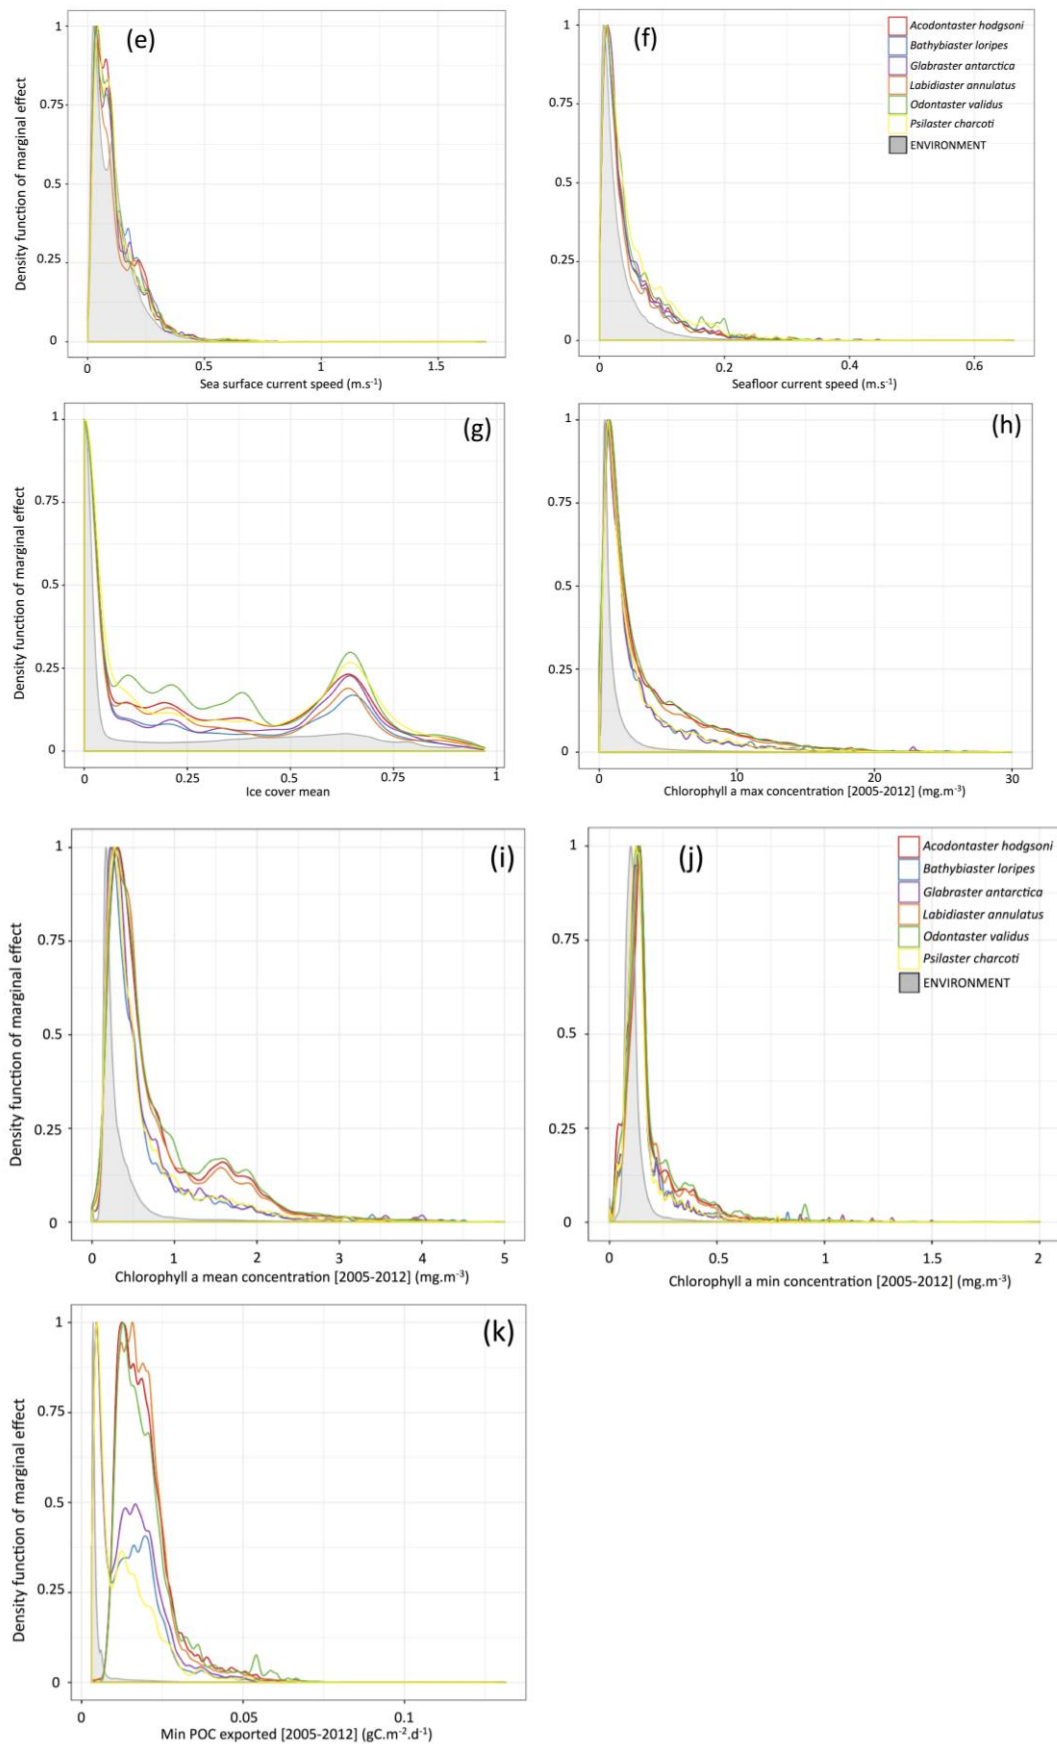 (e)
Density function of marginal effect
1
0.75
0.5
0.25
0
0 0.5 1 1.5
Sea surface current speed (m.s⁻¹)
(f)
Acodontaster hodgsoni
Bathybiaster loripes
Glabraster antarctica
Labidiaster annulatus
Odontaster validus
Psilaster charcoti
ENVIRONMENT
1
0.75
0.5
0.25
0
0 0.2 0.4 0.6
Seafloor current speed (m.s⁻¹)
(g)
Density function of marginal effect
1
0.75
0.5
0.25
0
0 0.25 0.5 0.75 1
Ice cover mean
(h)
1
0.75
0.5
0.25
0
0 10 20 30
Chlorophyll a max concentration [2005-2012] (mg.m⁻³)
(i)
Density function of marginal effect
1
0.75
0.5
0.25
0
0 1 2 3 4 5
Chlorophyll a mean concentration [2005-2012] (mg.m⁻³)
(j)
Acodontaster hodgsoni
Bathybiaster loripes
Glabraster antarctica
Labidiaster annulatus
Odontaster validus
Psilaster charcoti
ENVIRONMENT
1
0.75
0.5
0.25
0
0 0.5 1 1.5 2
Chlorophyll a min concentration [2005-2012] (mg.m⁻³)
(k)
Density function of marginal effect
1
0.75
0.5
0.25
0
0 0.05 0.1
Min POC exported [2005-2012] (gC.m⁻².d⁻¹)